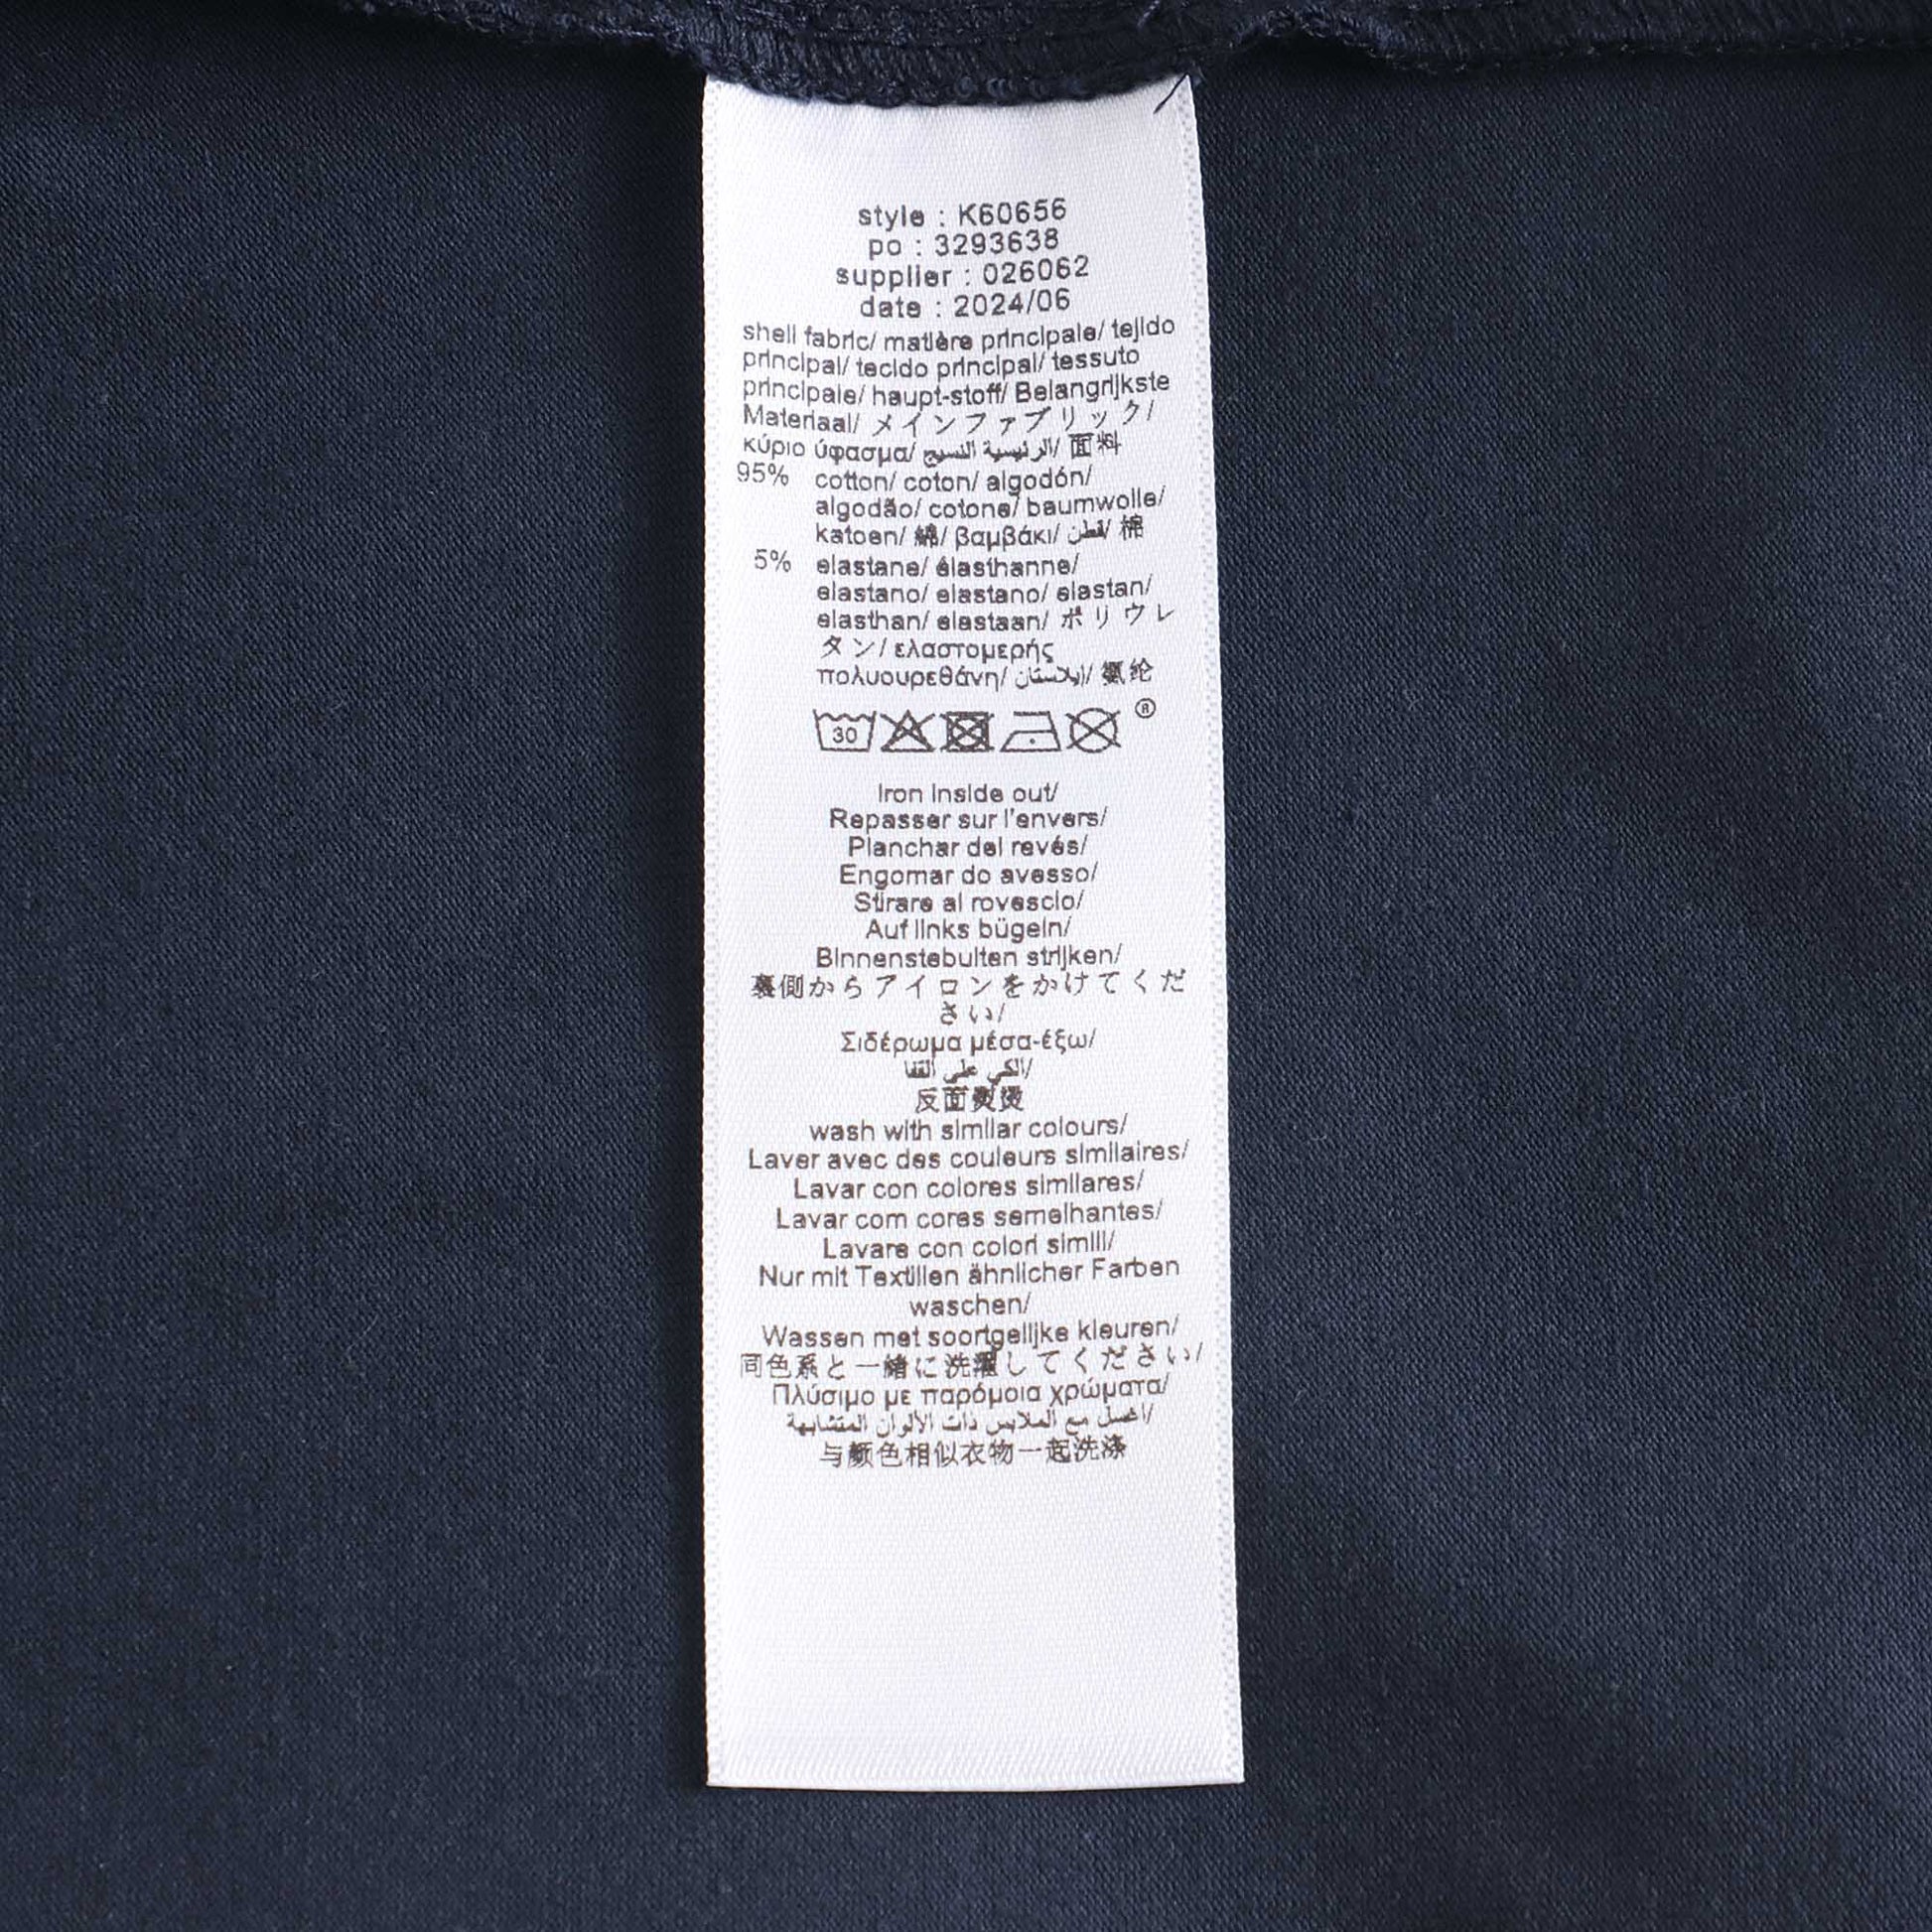 style : K60656
po : 3293638
supplier : 026062
date : 2024/06
shell fabric/ matière principale/ tejido
principal/ tecido principal/ tessuto
principale/ haupt-stoff/ Belangrijkste
Materiaal/ メインファブリック/
κύριο ύφασμα/ الرئيسية النسيج/ 面料
95% cotton/ coton/ algodón/
algodão/ cotone/ baumwolle/
katoen/ 綿/ βαμβάκι/ قطن/ 棉
5% elastane/ élasthanne/
elastano/ elastano/ elastan/
elasthan/ elastaan/ ポリウレ
タン/ ελαστομερής
πολυουρεθάνη/ إيلاستان/ 氨纶
30 ®
Iron inside out/
Repasser sur l'envers/
Planchar del revés/
Engomar do avesso/
Stirare al rovescio/
Auf links bügeln/
Binnenstebuiten strijken/
裏側からアイロンをかけてくだ
さい/
Σιδέρωμα μέσα-έξω/
الكي على القفا/
反面熨烫
wash with similar colours/
Laver avec des couleurs similaires/
Lavar con colores similares/
Lavar com cores semelhantes/
Lavare con colori simili/
Nur mit Textilien ähnlicher Farben
waschen/
Wassen met soortgelijke kleuren/
同色系と一緒に洗濯してください/
Πλύσιμο με παρόμοια χρώματα/
اغسل مع الملابس ذات الألوان المتشابهة/
与颜色相似衣物一起洗涤